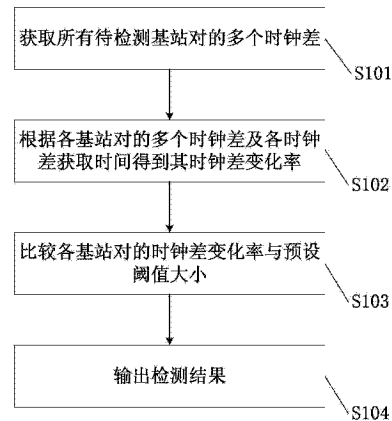 获取所有待检测基站对的多个时钟差
S101
根据各基站对的多个时钟差及各时钟
差获取时间得到其时钟差变化率
S102
比较各基站对的时钟差变化率与预设
阈值大小
S103
输出检测结果
S104